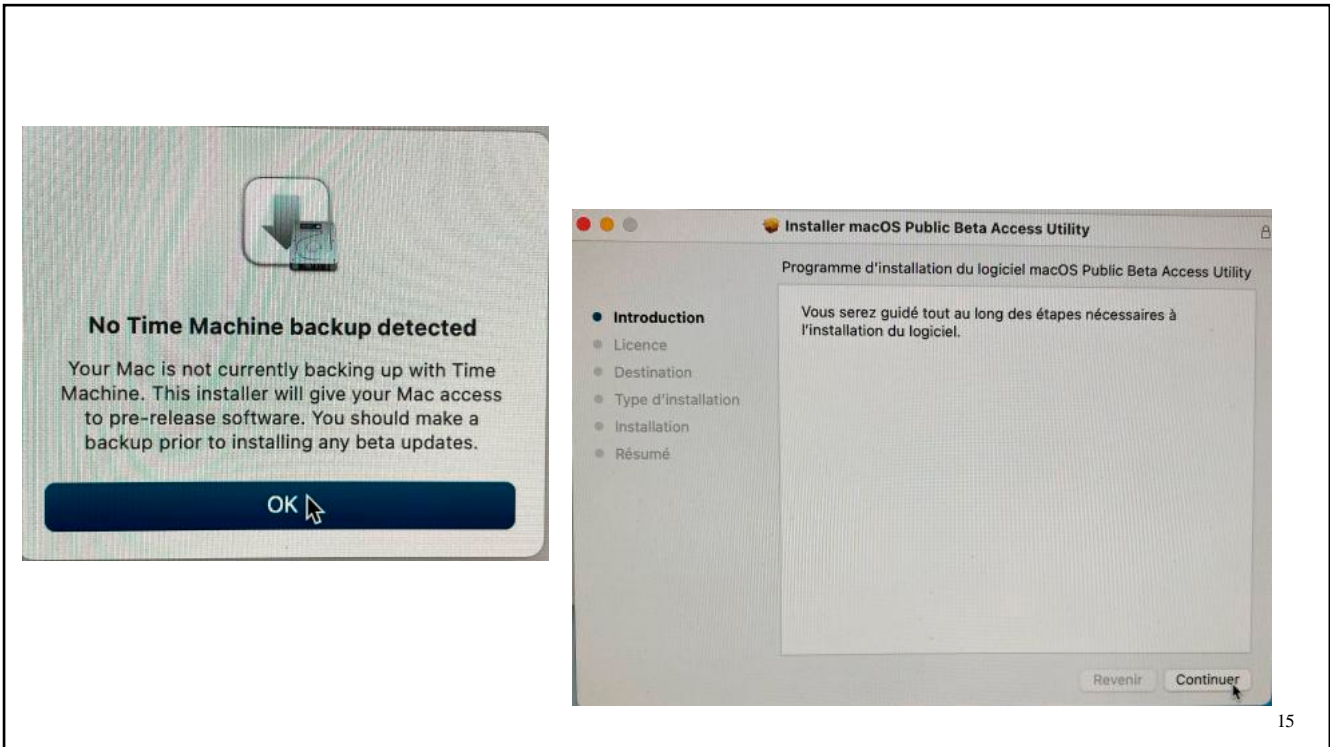 No Time Machine backup detected
Your Mac is not currently backing up with Time
Machine. This installer will give your Mac access
to pre-release software. You should make a
backup prior to installing any beta updates.
OK
Installer macOS Public Beta Access Utility
Programme d'installation du logiciel macOS Public Beta Access Utility
Introduction
Licence
Destination
Type d'installation
Installation
Résumé
Vous serez guidé tout au long des étapes nécessaires à
l'installation du logiciel.
Revenir
Continuer
15